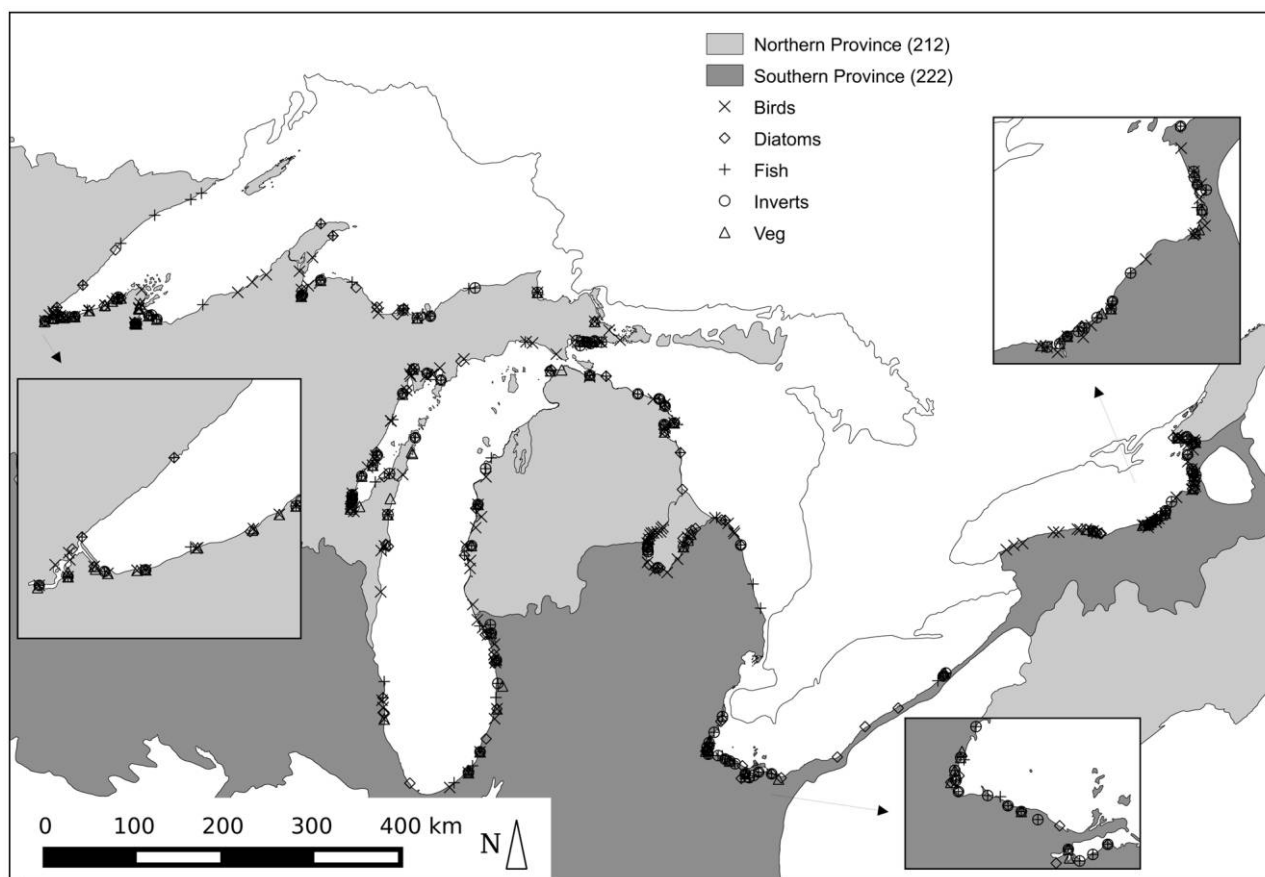 Northern Province (212)
Southern Province (222)
Birds
Diatoms
Fish
Inverts
Veg
0 100 200 300 400 km
N